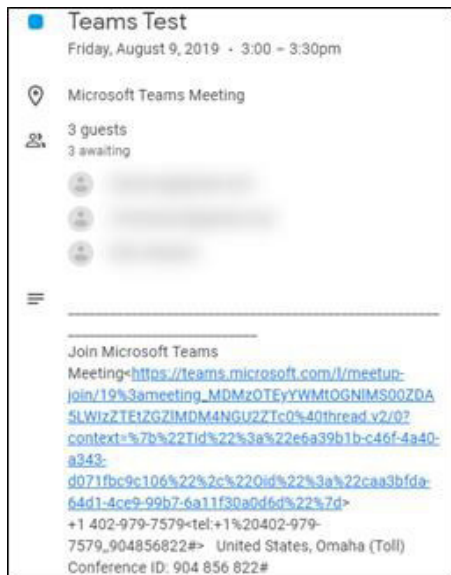 Teams Test
Friday, August 9, 2019 • 3:00 – 3:30pm
Microsoft Teams Meeting
3 guests
3 awaiting
Join Microsoft Teams
Meeting<https://teams.microsoft.com/l/meetup-
join/19%3ameeting_MDMzOTEyYWMtOGNlMS00ZDA
5LWIzZTEtZGZlMDM4NGU2ZTc0%40thread.v2/0?
context=%7b%22Tid%22%3a%22e6a39b1b-c46f-4a40-
a343-
d071fbc9c106%22%2c%22Oid%22%3a%22caa3bfda-
64d1-4ce9-99b7-6a11f30a0d6d%22%7d>
+1 402-979-7579<tel:+1%20402-979-
7579,,904856822#> United States, Omaha (Toll)
Conference ID: 904 856 822#